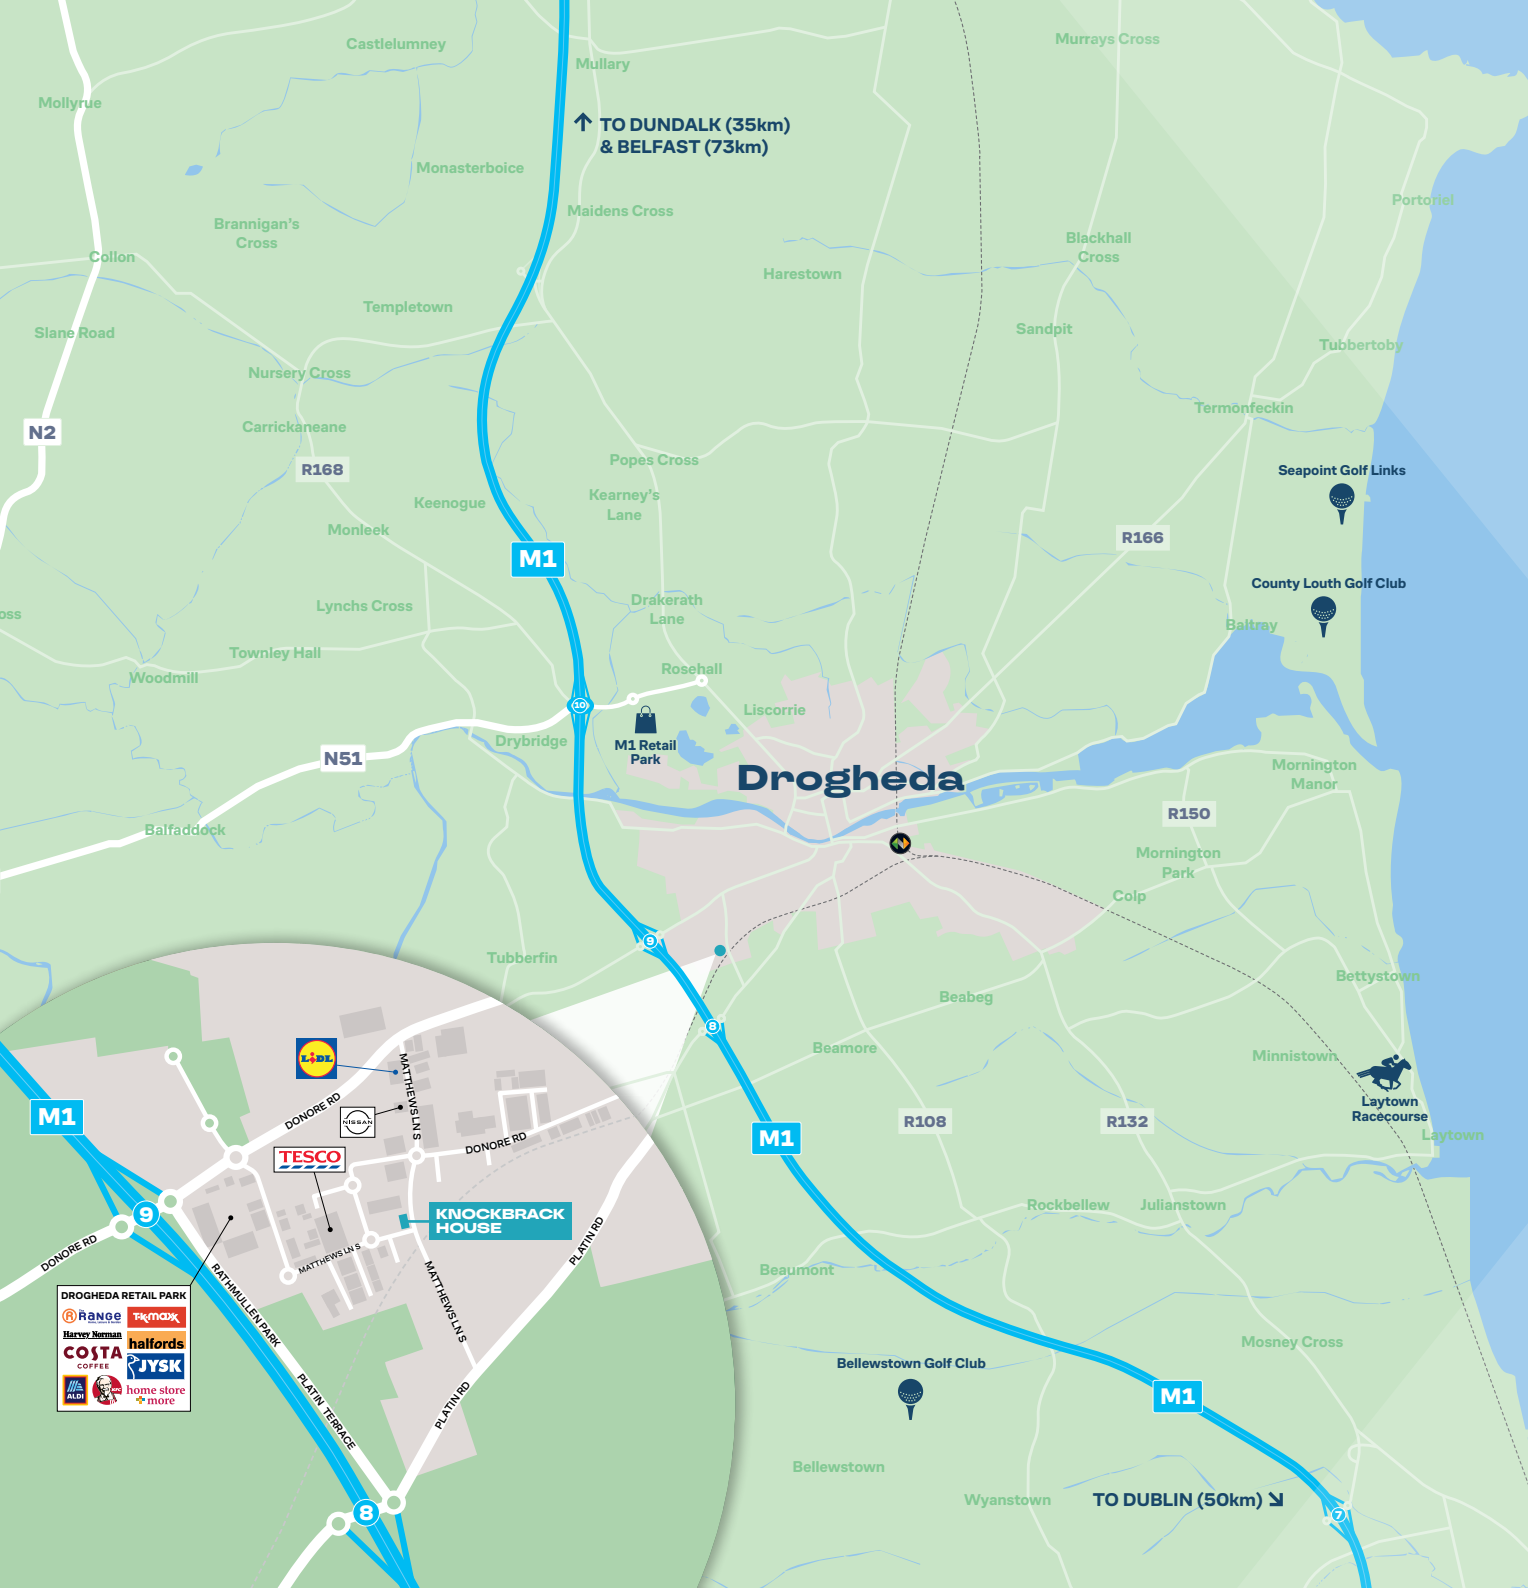 Castlelumney
Mullary
Murrays Cross
Mollyrue
TO DUNDALK (35km)
& BELFAST (73km)
Monasterboice
Portoriel
Maidens Cross
Brannigan's
Cross
Blackhall
Cross
Collon
Harestown
Templetown
Slane Road
Sandpit
Tubbertoby
Nursery Cross
Termonfeckin
Carrickaneane
N2
R168
Popes Cross
Seapoint Golf Links
Keenogue
Kearney's
Lane
Monleek
R166
M1
County Louth Golf Club
Drakerath
Lane
Lynchs Cross
oss
Baltray
Townley Hall
Rosehall
Woodmill
10
Liscorrie
Drybridge
M1 Retail
Park
N51
Drogheda
Mornington
Manor
R150
Balfaddock
Mornington
Park
Colp
9
Tubberfin
Bettystown
Beabeg
8
Beamore
Minnistown
Laytown
Racecourse
R108
R132
M1
Laytown
Rockbellew
Julianstown
Beaumont
Mosney Cross
Bellewstown Golf Club
M1
Bellewstown
Wyanstown
TO DUBLIN (50km)
7
LIDL
MATTHEWS LN S
DONORE RD
M1
NISSAN
DONORE RD
TESCO
9
KNOCKBRACK
HOUSE
DONORE RD
MATTHEWS LN S
PLATIN RD
RATHMULLEN PARK
MATTHEWS LN S
DROGHEDA RETAIL PARK
THE RANGE
TK-maxx
Harvey Norman
halfords
COSTA
COFFEE
JYSK
ALDI
KFC
home store
+more
PLATIN TERRACE
PLATIN RD
8